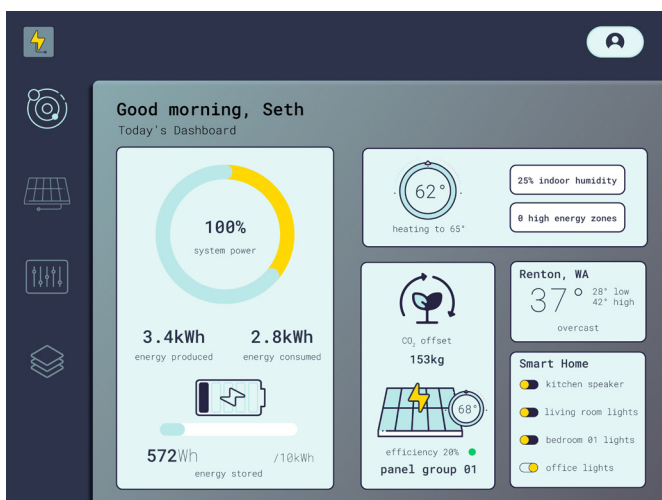 Good morning, Seth
Today's Dashboard
100%
system power
3.4kWh
energy produced
2.8kWh
energy consumed
572Wh
/10kWh
energy stored
62°
heating to 65°
25% indoor humidity
0 high energy zones
CO₂ offset
153kg
68°
efficiency 20%
panel group 01
Renton, WA
37°
28° low
42° high
overcast
Smart Home
kitchen speaker
living room lights
bedroom 01 lights
office lights